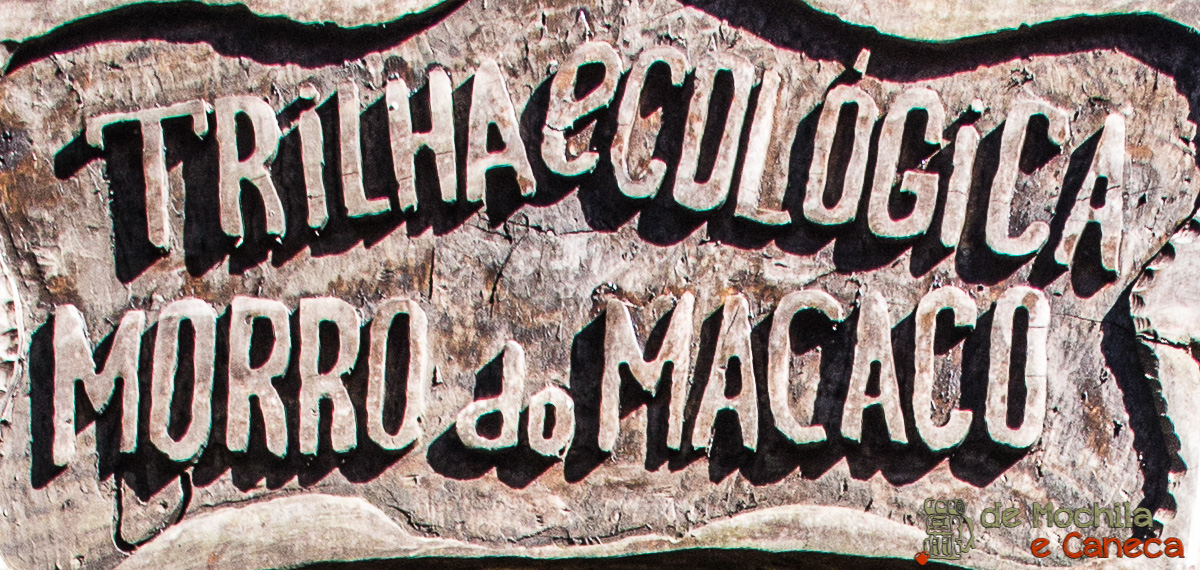 TRiLHA eCOLÓGiCA
MORRO do MACACO
de Mochila
e Caneca